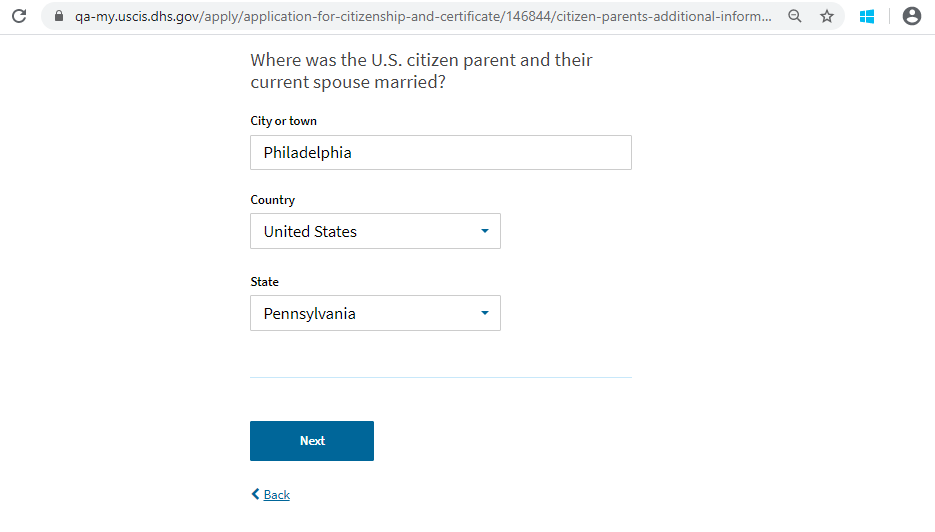 qa-my.uscis.dhs.gov/apply/application-for-citizenship-and-certificate/146844/citizen-parents-additional-inform...
Where was the U.S. citizen parent and their
current spouse married?
City or town
Philadelphia
Country
United States
State
Pennsylvania
Next
Back